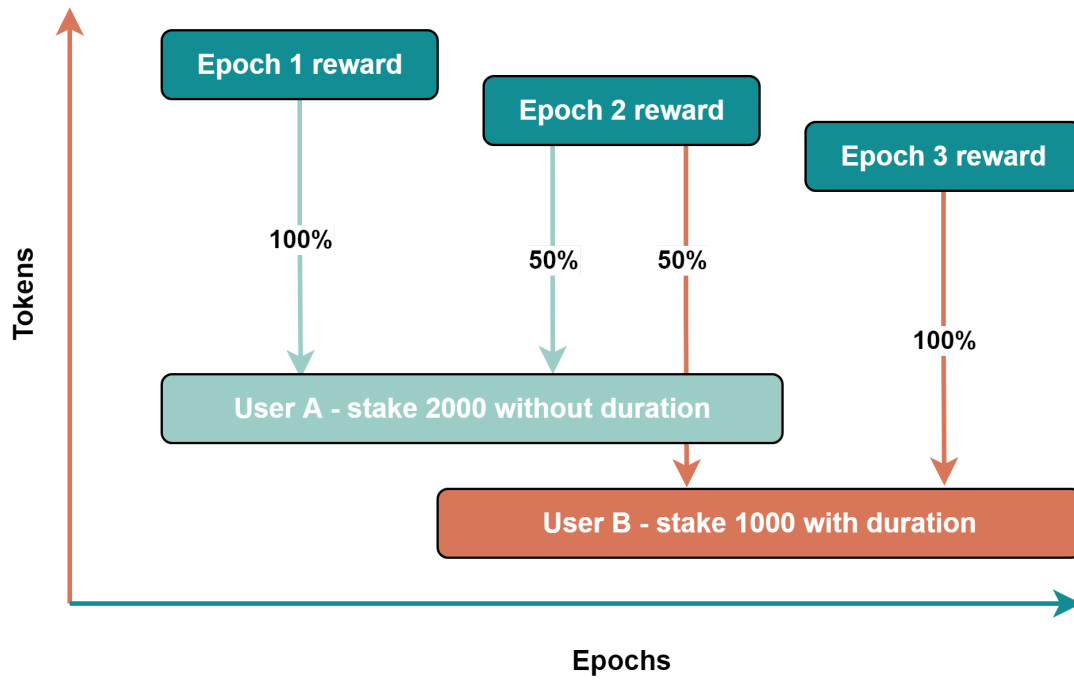 Epoch 1 reward
Epoch 2 reward
Epoch 3 reward
100%
50%
50%
100%
Tokens
User A - stake 2000 without duration
User B - stake 1000 with duration
Epochs